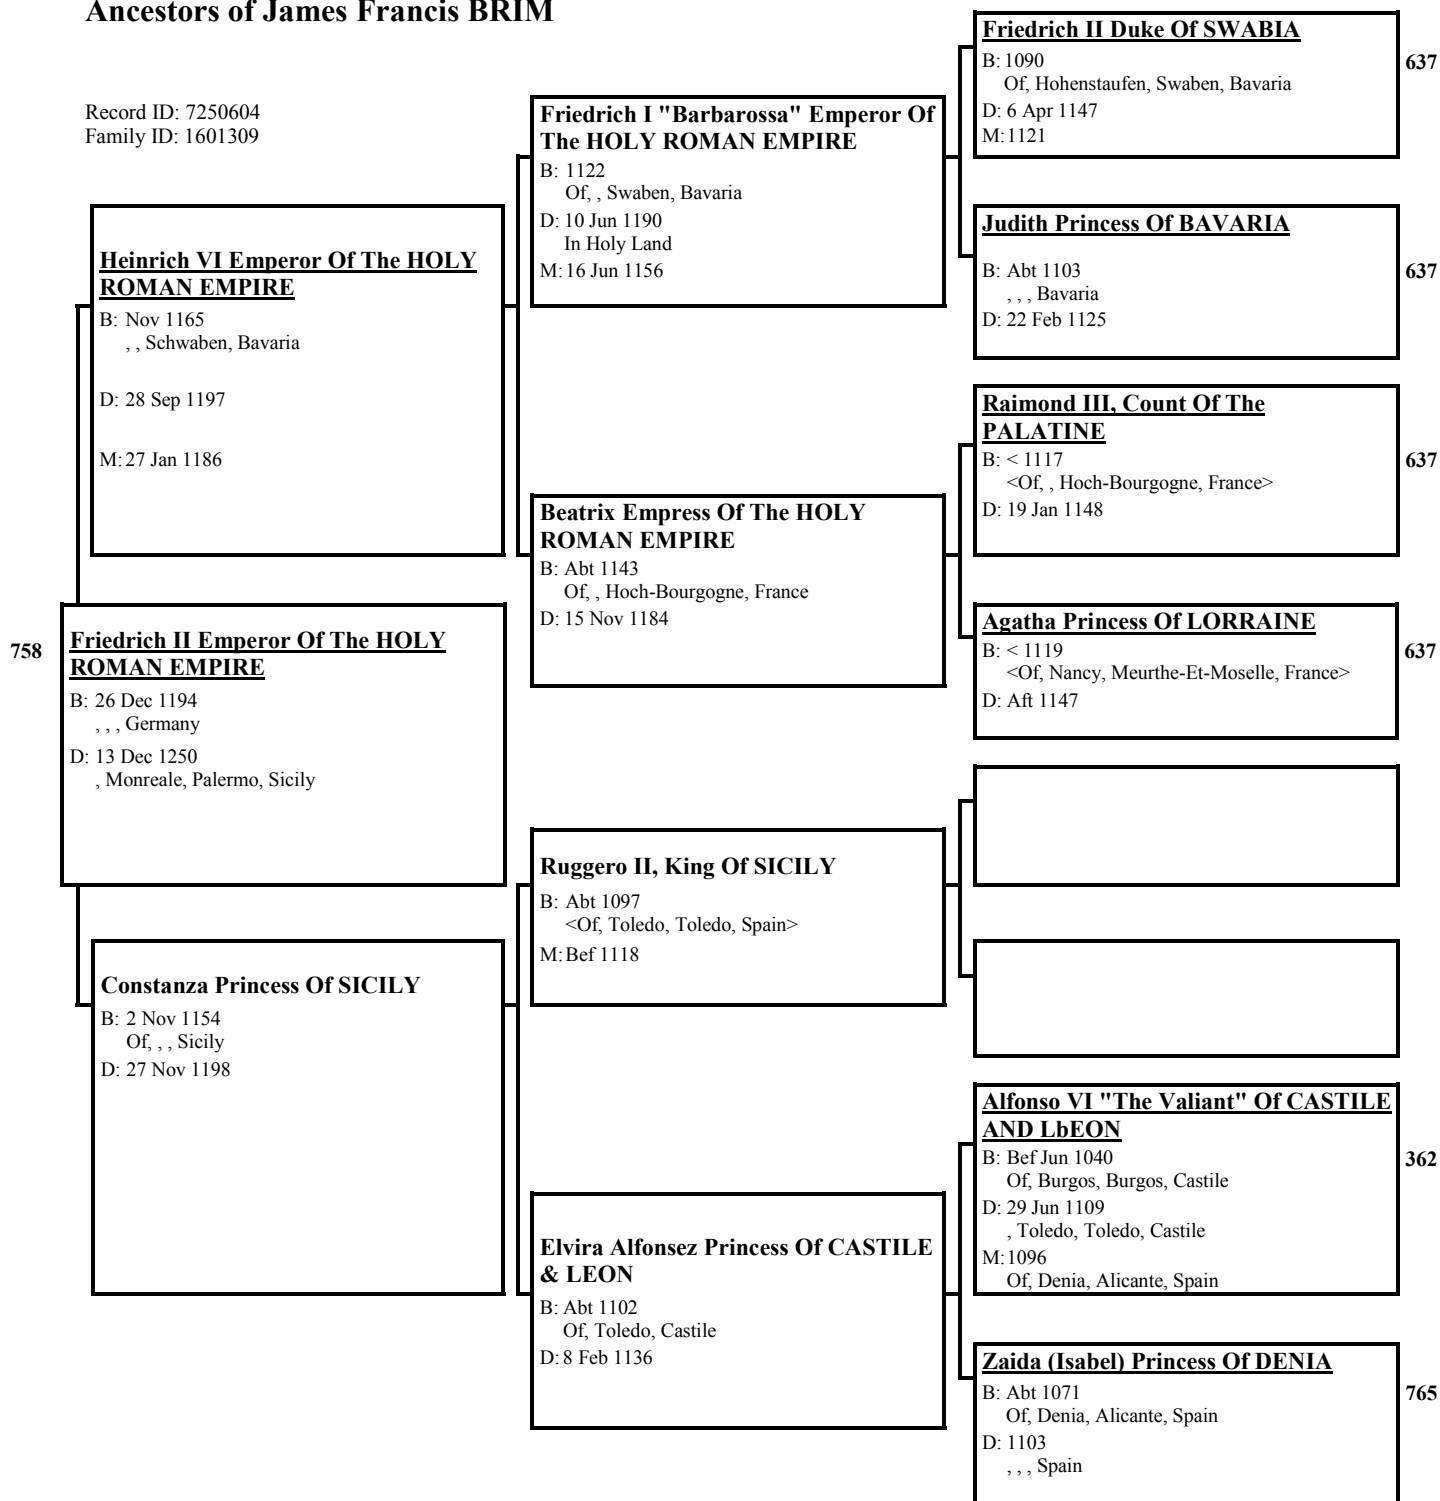 Ancestors of James Francis BRIM
Record ID: 7250604
Family ID: 1601309
758
Friedrich II Emperor Of The HOLY
ROMAN EMPIRE
B: 26 Dec 1194
, , , Germany
D: 13 Dec 1250
, Monreale, Palermo, Sicily
Heinrich VI Emperor Of The HOLY
ROMAN EMPIRE
B: Nov 1165
, , Schwaben, Bavaria
D: 28 Sep 1197
M: 27 Jan 1186
Constanza Princess Of SICILY
B: 2 Nov 1154
Of, , , Sicily
D: 27 Nov 1198
Friedrich I "Barbarossa" Emperor Of
The HOLY ROMAN EMPIRE
B: 1122
Of, , Swaben, Bavaria
D: 10 Jun 1190
In Holy Land
M: 16 Jun 1156
Beatrix Empress Of The HOLY
ROMAN EMPIRE
B: Abt 1143
Of, , Hoch-Bourgogne, France
D: 15 Nov 1184
Ruggero II, King Of SICILY
B: Abt 1097
<Of, Toledo, Toledo, Spain>
M: Bef 1118
Elvira Alfonsez Princess Of CASTILE
& LEON
B: Abt 1102
Of, Toledo, Castile
D: 8 Feb 1136
Friedrich II Duke Of SWABIA
B: 1090
Of, Hohenstaufen, Swaben, Bavaria
D: 6 Apr 1147
M: 1121
637
Judith Princess Of BAVARIA
B: Abt 1103
, , , Bavaria
D: 22 Feb 1125
637
Raimond III, Count Of The
PALATINE
B: < 1117
<Of, , Hoch-Bourgogne, France>
D: 19 Jan 1148
637
Agatha Princess Of LORRAINE
B: < 1119
<Of, Nancy, Meurthe-Et-Moselle, France>
D: Aft 1147
637
Alfonso VI "The Valiant" Of CASTILE
AND LbEON
B: Bef Jun 1040
Of, Burgos, Burgos, Castile
D: 29 Jun 1109
, Toledo, Toledo, Castile
M: 1096
Of, Denia, Alicante, Spain
362
Zaida (Isabel) Princess Of DENIA
B: Abt 1071
Of, Denia, Alicante, Spain
D: 1103
, , , Spain
765